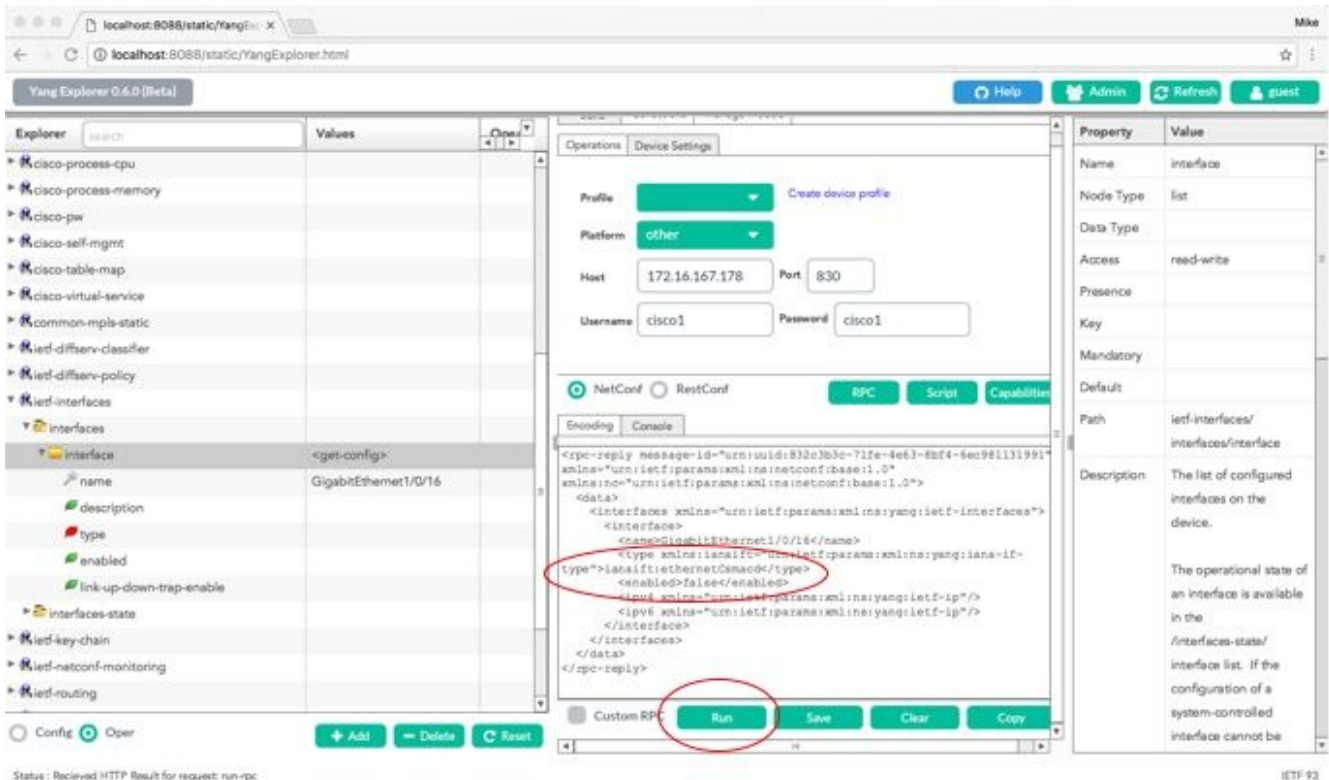 localhost:8088/static/YangEx
Mike
localhost:8088/static/YangExplorer.html
Yang Explorer 0.6.0 (Beta)
Help
Admin
Refresh
guest
Explorer
search
Values
Oper
cisco-process-cpu
cisco-process-memory
cisco-pw
cisco-self-mgmt
cisco-table-map
cisco-virtual-service
common-mpls-static
ietf-diffserv-classifier
ietf-diffserv-policy
ietf-interfaces
interfaces
interface <get-config>
name GigabitEthernet1/0/16
description
type
enabled
link-up-down-trap-enable
interfaces-state
ietf-key-chain
ietf-netconf-monitoring
ietf-routing
Config Oper
Add
Delete
Reset
Operations Device Settings
Profile
Create device profile
Platform other
Host 172.16.167.178 Port 830
Username cisco1 Password cisco1
NetConf RestConf
RPC Script Capabilities
Encoding Console
<rpc-reply message-id="urn:uuid:832c3b3c-71fe-4e63-8bf4-6ec981131991"
xmlns="urn:ietf:params:xml:ns:netconf:base:1.0"
xmlns:nc="urn:ietf:params:xml:ns:netconf:base:1.0">
<data>
<interfaces xmlns="urn:ietf:params:xml:ns:yang:ietf-interfaces">
<interface>
<name>GigabitEthernet1/0/16</name>
<type xmlns:ianaift="urn:ietf:params:xml:ns:yang:iana-if-
type">ianaift:ethernetCsmacd</type>
<enabled>false</enabled>
<ipv4 xmlns="urn:ietf:params:xml:ns:yang:ietf-ip"/>
<ipv6 xmlns="urn:ietf:params:xml:ns:yang:ietf-ip"/>
</interface>
</interfaces>
</data>
</rpc-reply>
Custom RPC
Run
Save
Clear
Copy
Property Value
Name interface
Node Type list
Data Type
Access read-write
Presence
Key
Mandatory
Default
Path ietf-interfaces/
interfaces/interface
Description The list of configured
interfaces on the
device.
The operational state of
an interface is available
in the
/interfaces-state/
interface list. If the
configuration of a
system-controlled
interface cannot be
Status : Recieved HTTP Result for request: run-rpc
IETF 93